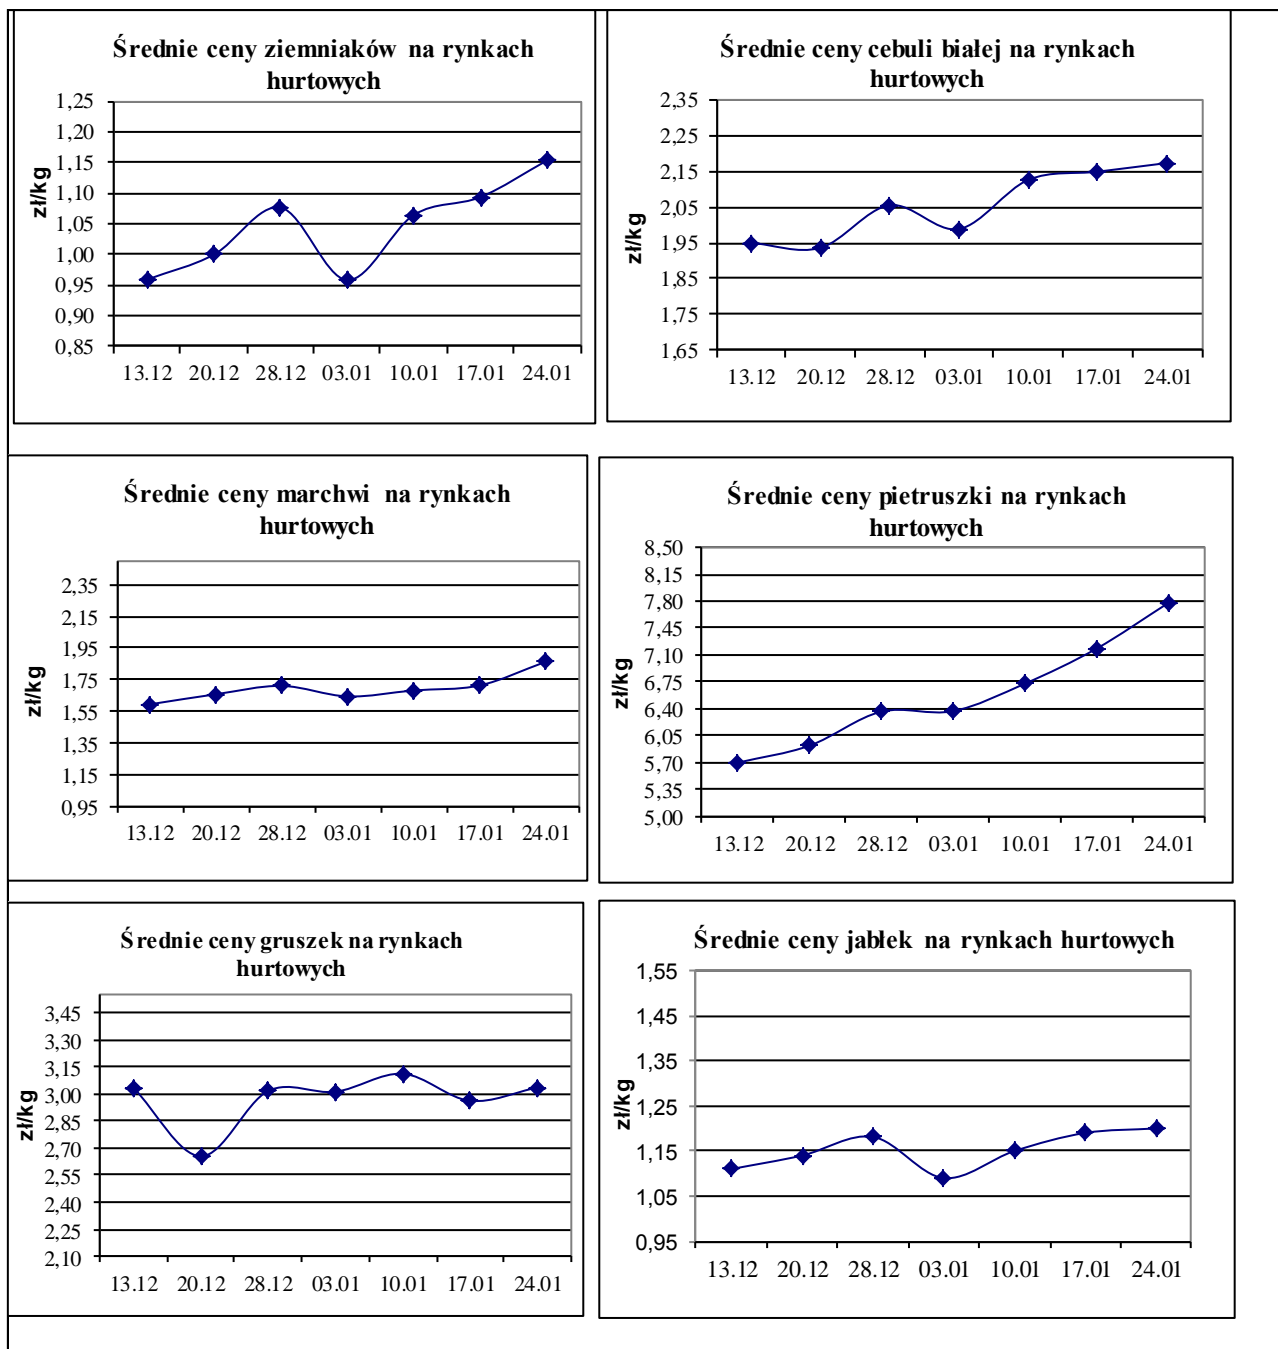 Średnie ceny ziemniaków na rynkach
hurtowych
zł/kg
1,25
1,20
1,15
1,10
1,05
1,00
0,95
0,90
0,85
13.12 20.12 28.12 03.01 10.01 17.01 24.01
Średnie ceny cebuli białej na rynkach
hurtowych
zł/kg
2,35
2,25
2,15
2,05
1,95
1,85
1,75
1,65
13.12 20.12 28.12 03.01 10.01 17.01 24.01
Średnie ceny marchwi na rynkach
hurtowych
zł/kg
2,35
2,15
1,95
1,75
1,55
1,35
1,15
0,95
13.12 20.12 28.12 03.01 10.01 17.01 24.01
Średnie ceny pietruszki na rynkach
hurtowych
zł/kg
8,50
8,15
7,80
7,45
7,10
6,75
6,40
6,05
5,70
5,35
5,00
13.12 20.12 28.12 03.01 10.01 17.01 24.01
Średnie ceny gruszek na rynkach
hurtowych
zł/kg
3,45
3,30
3,15
3,00
2,85
2,70
2,55
2,40
2,25
2,10
13.12 20.12 28.12 03.01 10.01 17.01 24.01
Średnie ceny jabłek na rynkach hurtowych
zł/kg
1,55
1,45
1,35
1,25
1,15
1,05
0,95
13.12 20.12 28.12 03.01 10.01 17.01 24.01